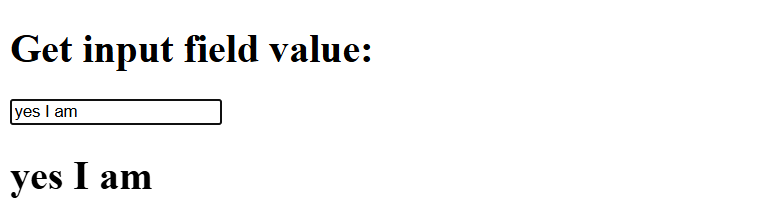 Get input field value:
yes I am
yes I am